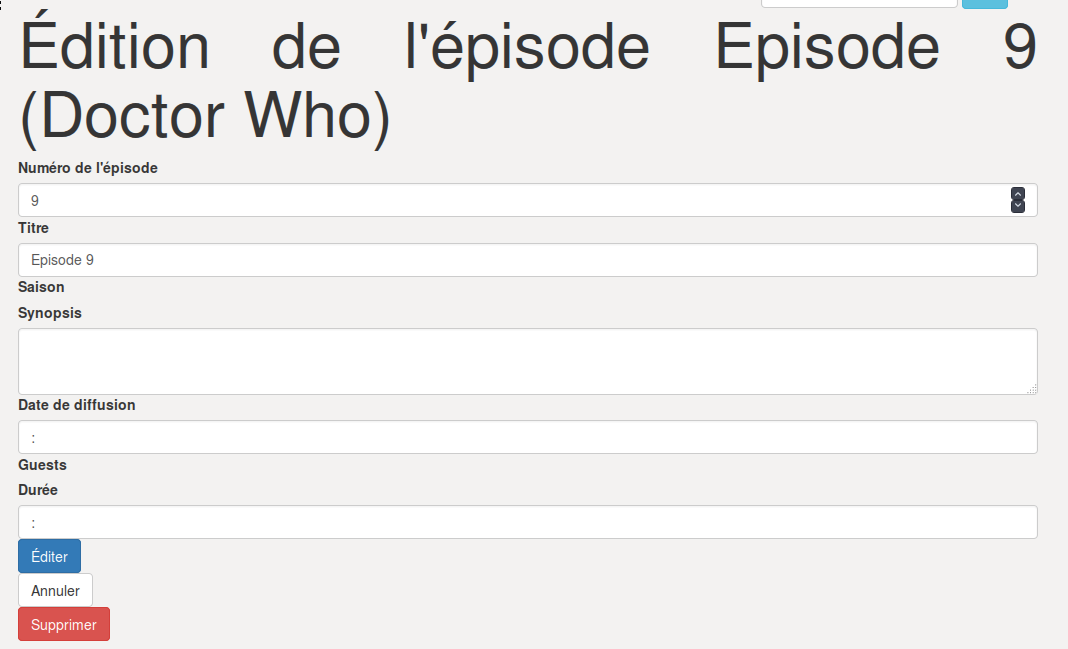 Édition de l'épisode Episode 9
(Doctor Who)
Numéro de l'épisode
9
Titre
Episode 9
Saison
Synopsis
Date de diffusion
:
Guests
Durée
:
Éditer
Annuler
Supprimer